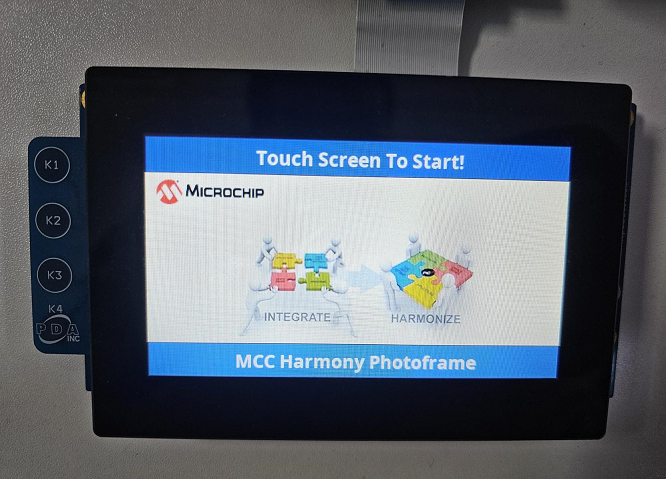 Touch Screen To Start!
MICROCHIP
K1
K2
K3
K4
PDA
INC
INTEGRATE
HARMONIZE
MCC Harmony Photoframe